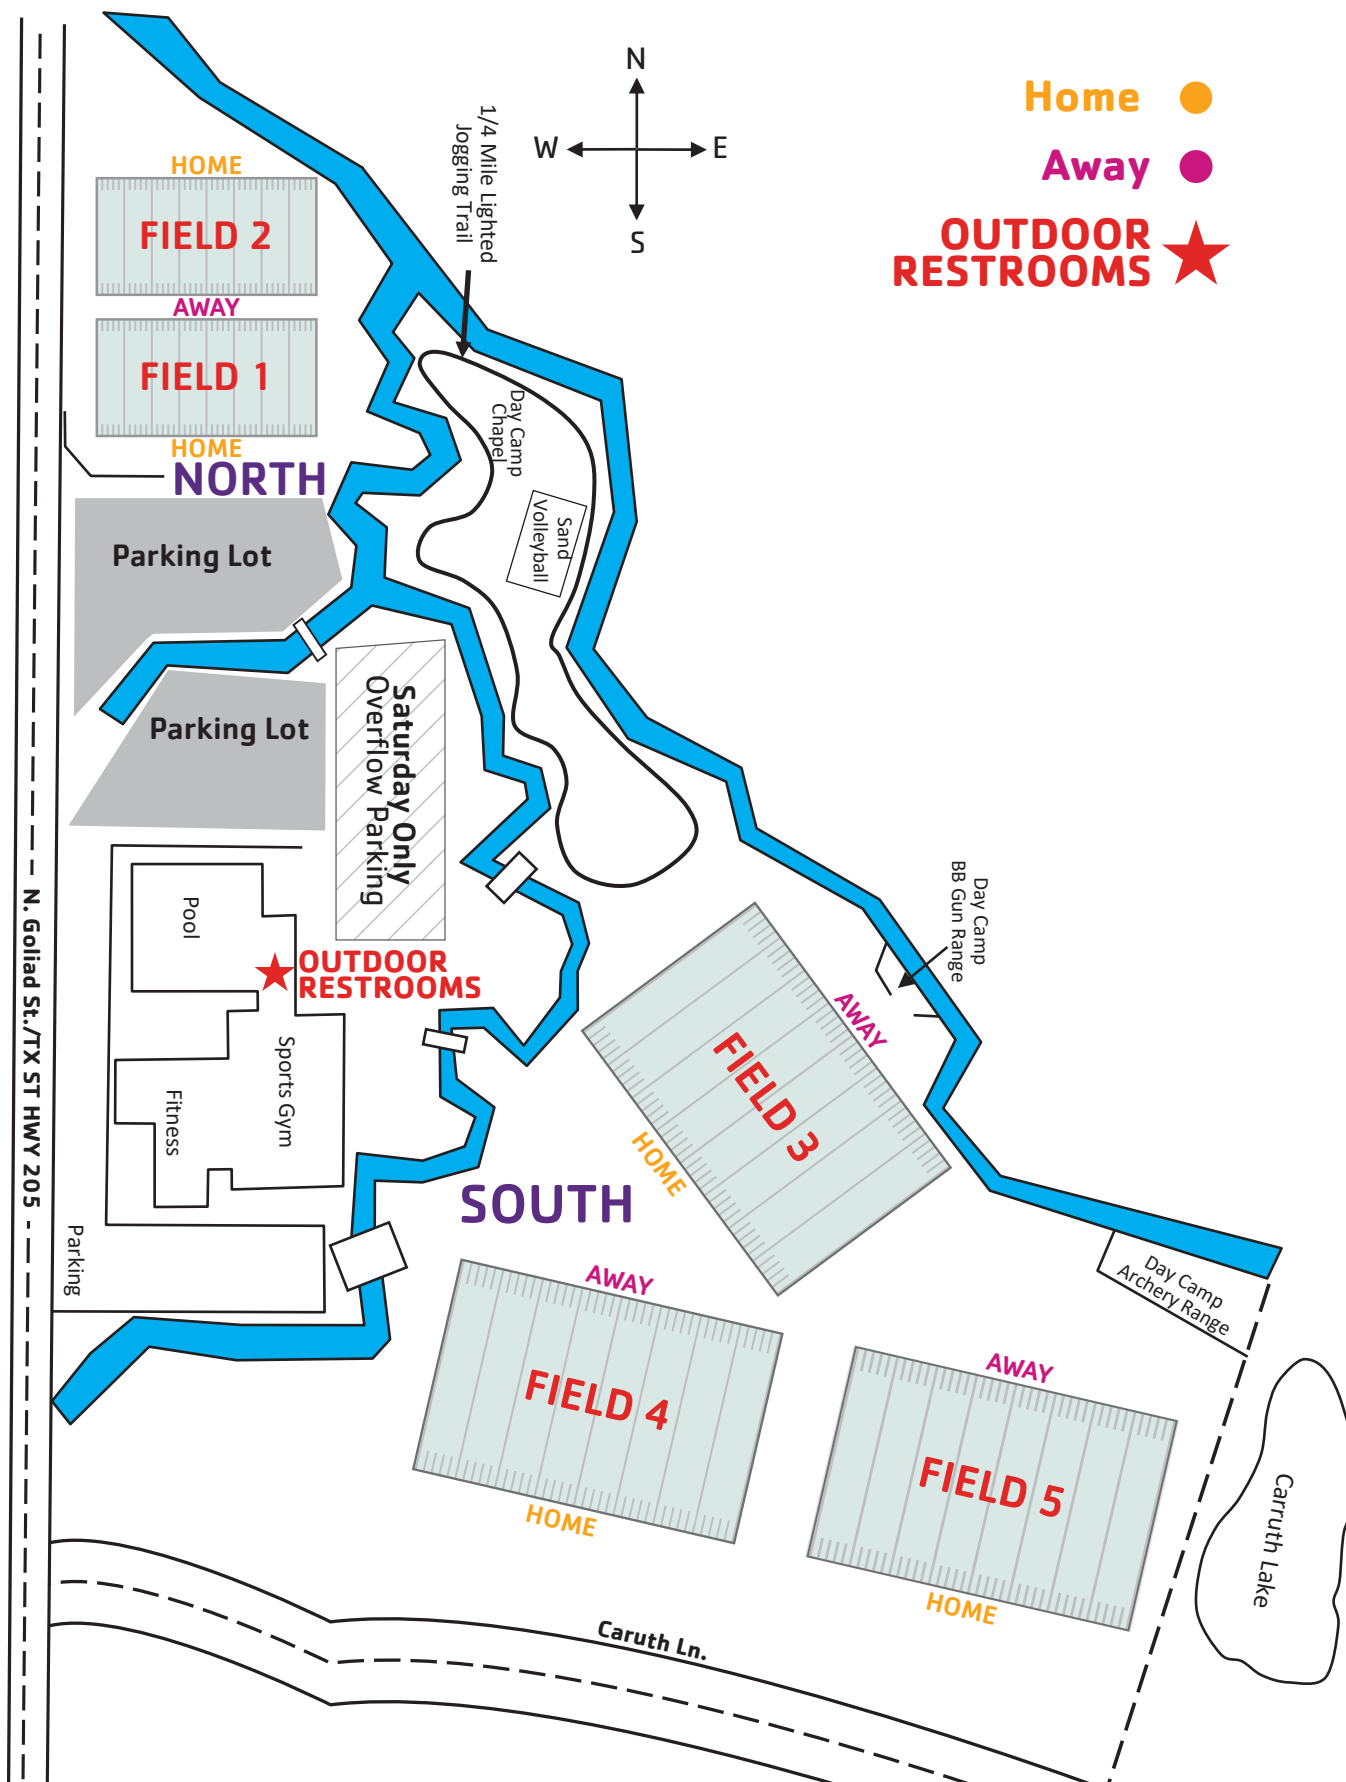 N
W
E
S
Home
Away
OUTDOOR
RESTROOMS
1/4 Mile Lighted
Jogging Trail
HOME
FIELD 2
AWAY
FIELD 1
HOME
NORTH
Day Camp
Chapel
Sand
Volleyball
Parking Lot
Parking Lot
Saturday Only
Overflow Parking
N. Goliad St./TX ST HWY 205
Pool
OUTDOOR
RESTROOMS
Sports Gym
Fitness
Parking
Day Camp
BB Gun Range
AWAY
FIELD 3
HOME
SOUTH
AWAY
FIELD 4
HOME
Day Camp
Archery Range
AWAY
FIELD 5
HOME
Carruth Lake
Caruth Ln.